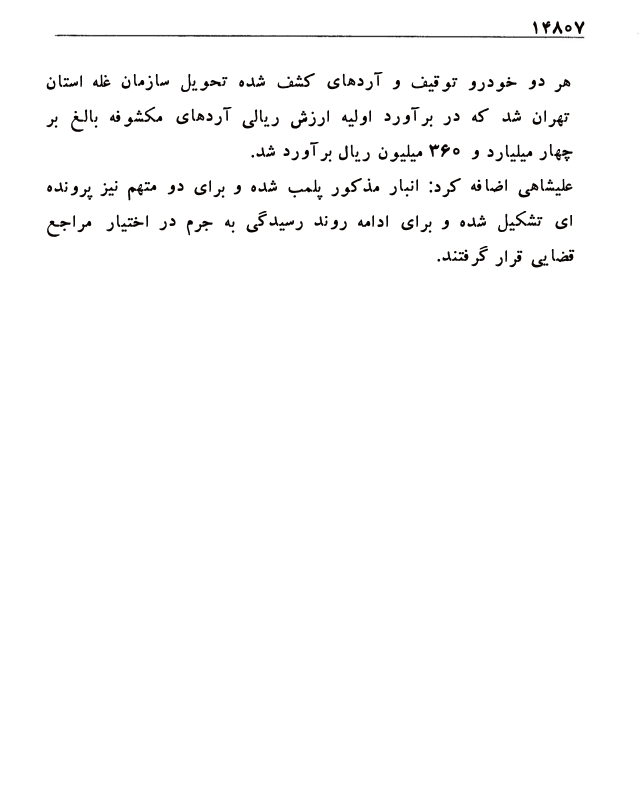 ۱۴۸۰۷
هر دو خودرو توقیف و آردهای کشف شده تحویل سازمان غله استان
تهران شد که در برآورد اولیه ارزش ریالی آردهای مکشوفه بالغ بر
چهار میلیارد و ۳۶۰ میلیون ریال برآورد شد.
علیشاهی اضافه کرد: انبار مذکور پلمب شده و برای دو متهم نیز پرونده
ای تشکیل شده و برای ادامه روند رسیدگی به جرم در اختیار مراجع
قضایی قرار گرفتند.